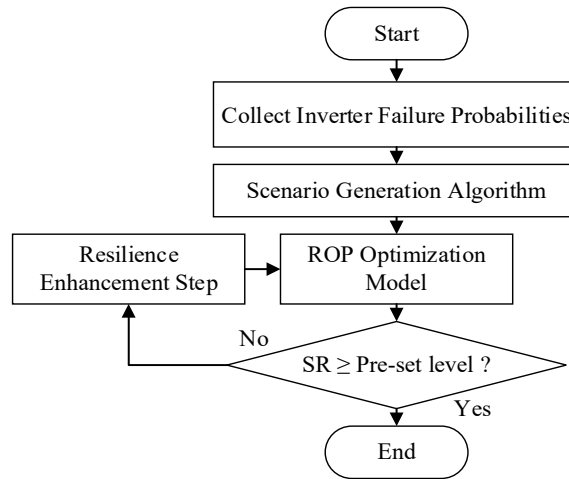 Start
Collect Inverter Failure Probabilities
Scenario Generation Algorithm
Resilience
Enhancement Step
ROP Optimization
Model
No
SR ≥ Pre-set level ?
Yes
End